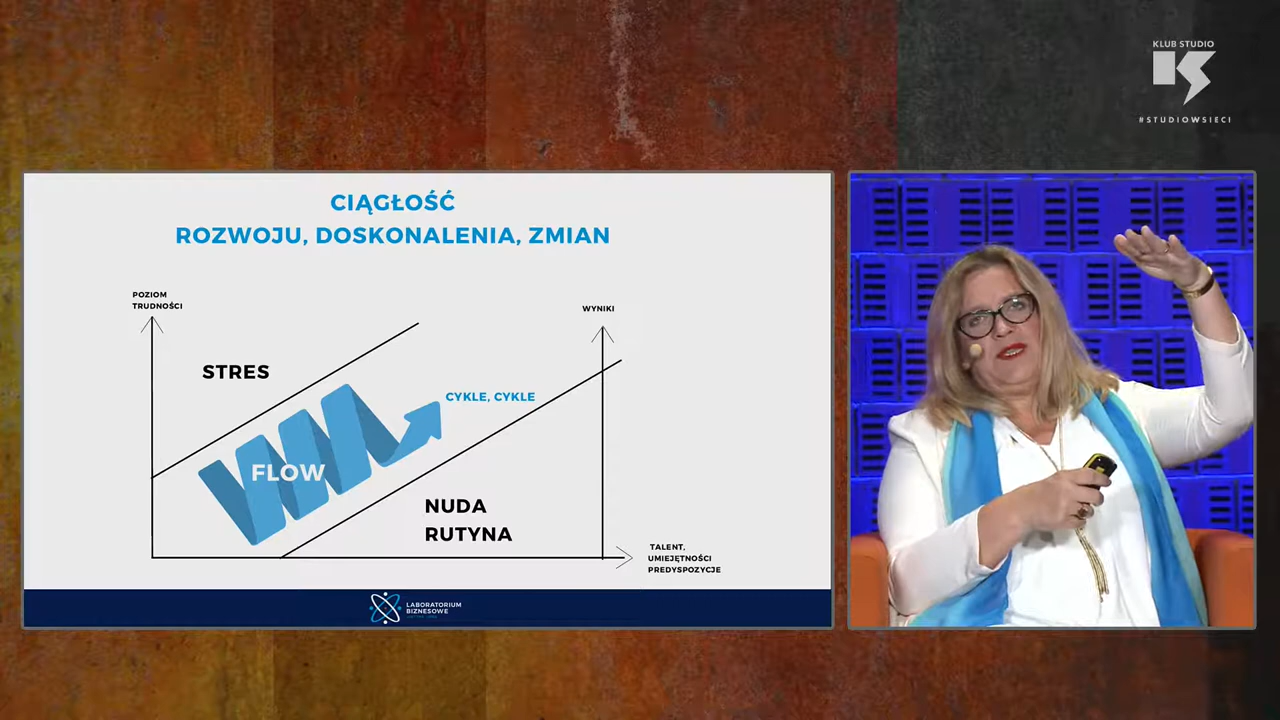 KLUB STUDIO
#STUDIOWSIECI
CIĄGŁOŚĆ
ROZWOJU, DOSKONALENIA, ZMIAN
POZIOM
TRUDNOŚCI
WYNIKI
STRES
CYKLE, CYKLE
FLOW
NUDA
RUTYNA
TALENT,
UMIEJĘTNOŚCI
PREDYSPOZYCJE
LABORATORIUM
BIZNESOWE